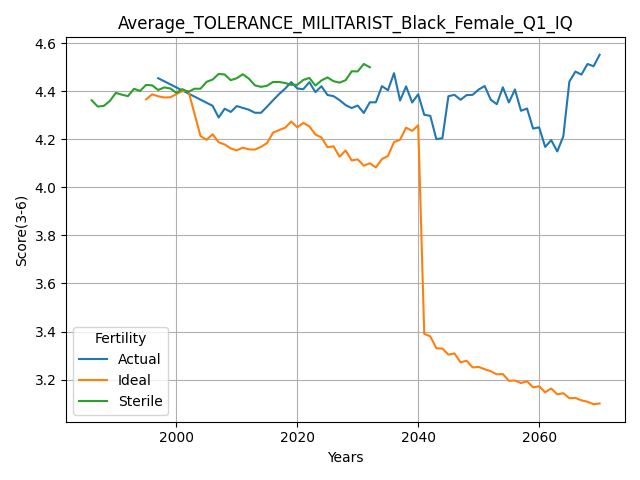 Average_TOLERANCE_MILITARIST_Black_Female_Q1_IQ
4.6
4.4
4.2
4.0
3.8
3.6
3.4
3.2
Score(3-6)
Fertility
Actual
Ideal
Sterile
2000
2020
2040
2060
Years